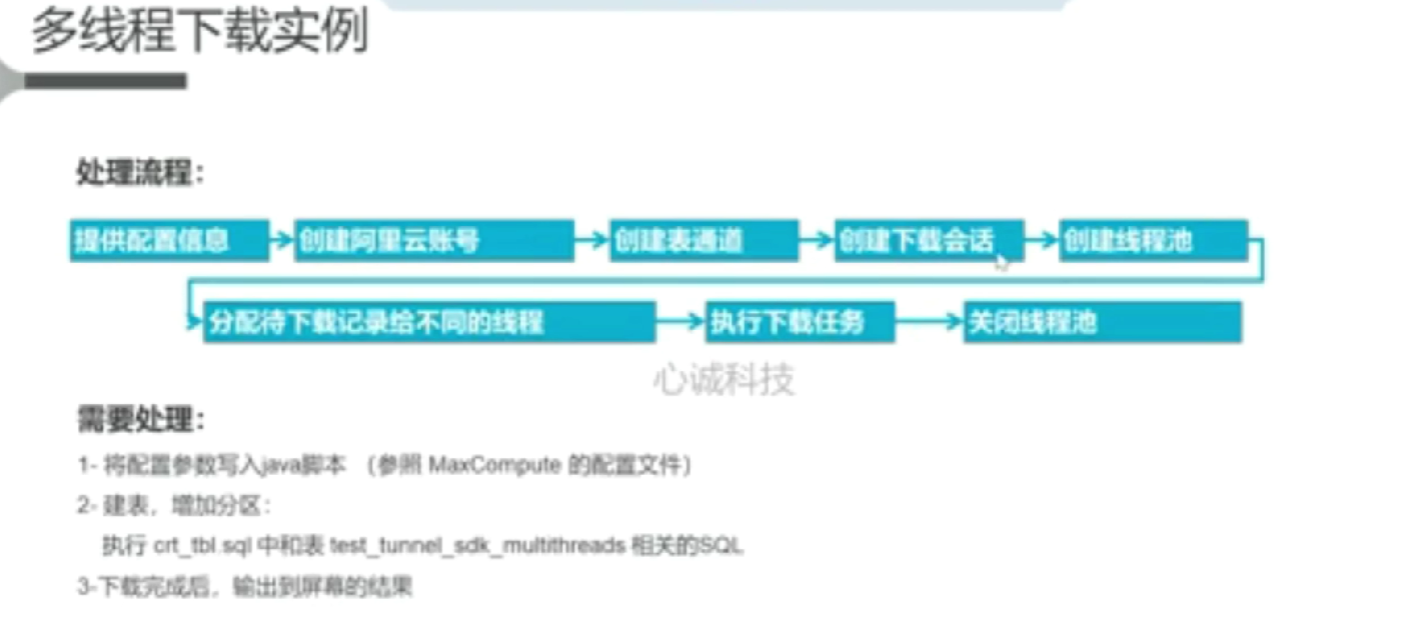 多线程下载实例
处理流程：
提供配置信息
创建阿里云账号
创建表通道
创建下载会话
创建线程池
分配待下载记录给不同的线程
执行下载任务
关闭线程池
心诚科技
需要处理：
1- 将配置参数写入java脚本 （参照 MaxCompute 的配置文件）
2- 建表，增加分区：
执行 crt_tbl.sql 中和表 test_tunnel_sdk_multithreads 相关的SQL
3-下载完成后，输出到屏幕的结果